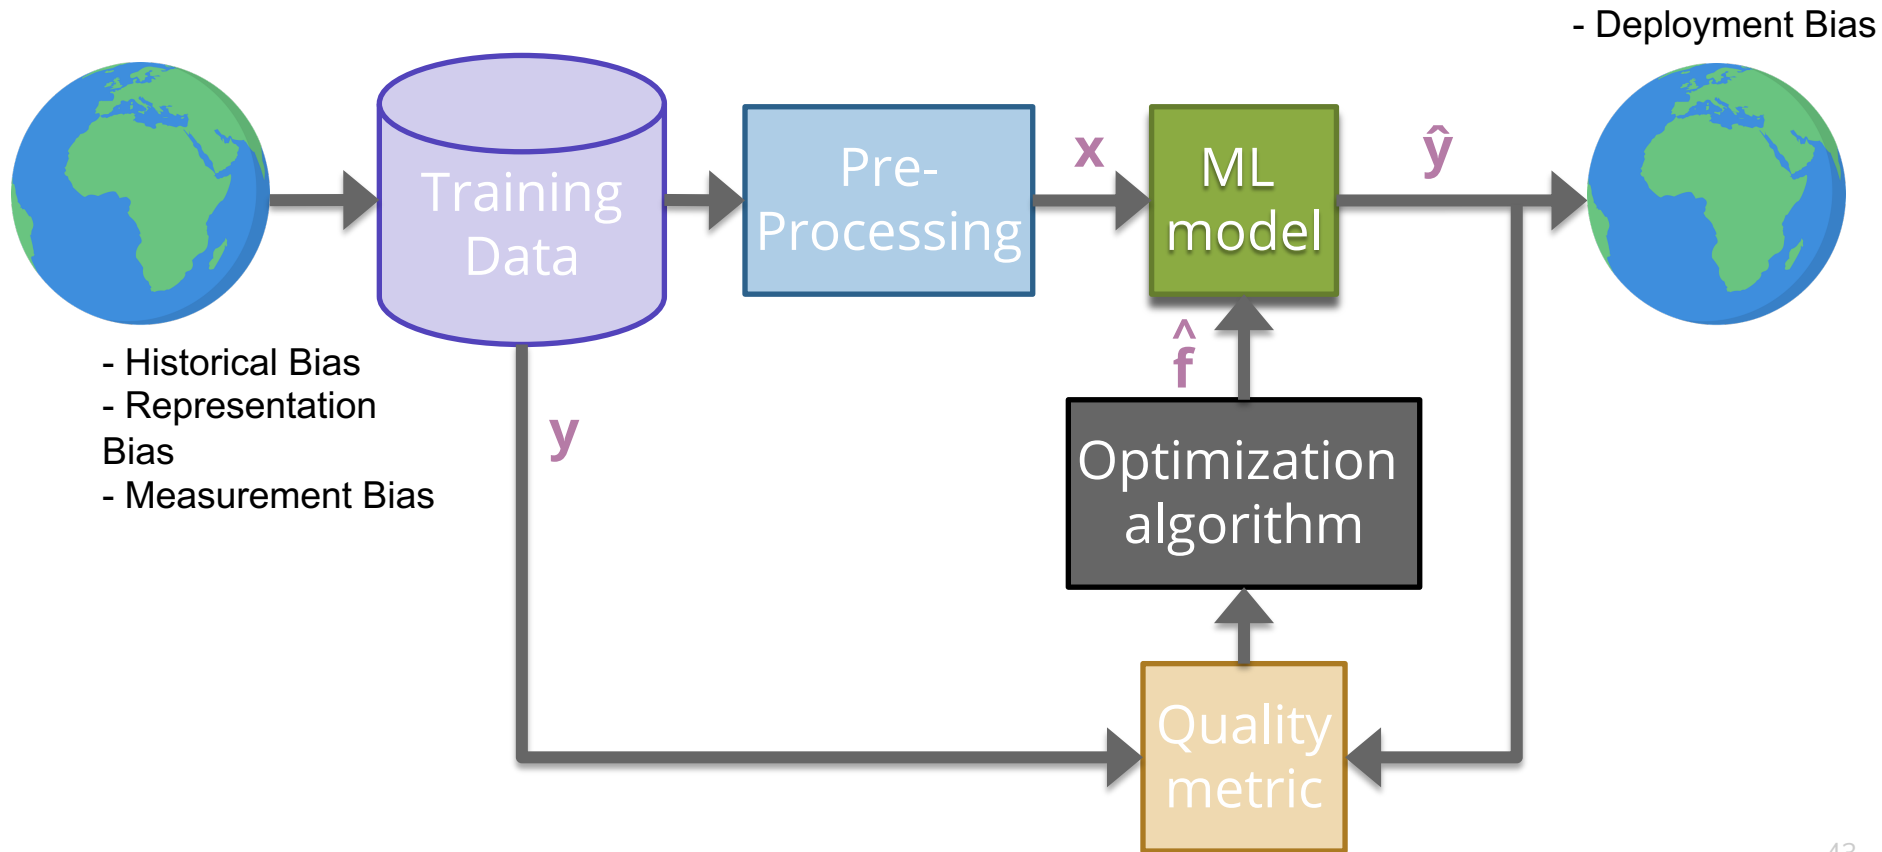 - Deployment Bias
Training
Data
Pre-
Processing
x
ML
model
ŷ
- Historical Bias
- Representation
Bias
- Measurement Bias
y
f̂
Optimization
algorithm
Quality
metric